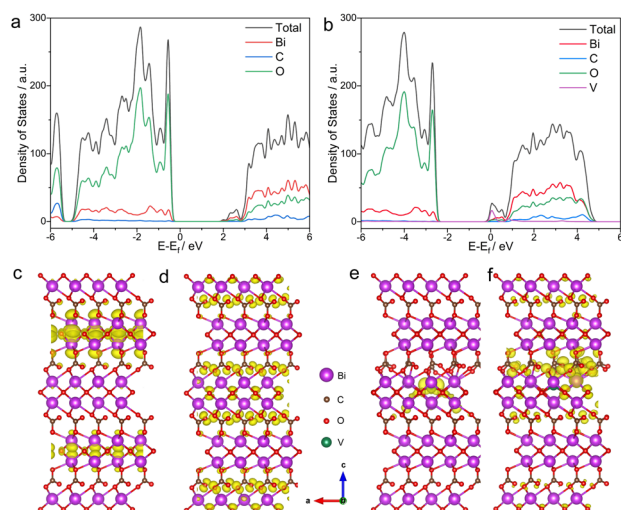 a
Density of States / a.u.
300
200
100
0
-6 -4 -2 0 2 4 6
E-Ef / eV
Total
Bi
C
O
b
Density of States / a.u.
300
200
100
0
-6 -4 -2 0 2 4 6
E-Ef / eV
Total
Bi
C
O
V
c
d
e
f
Bi
C
O
V
c
a